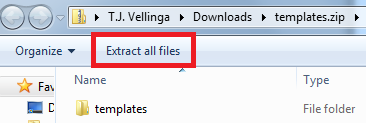 T.J. Vellinga ▸ Downloads ▸ templates.zip ▸
Organize Extract all files
Name Type
Fav
D templates File folder